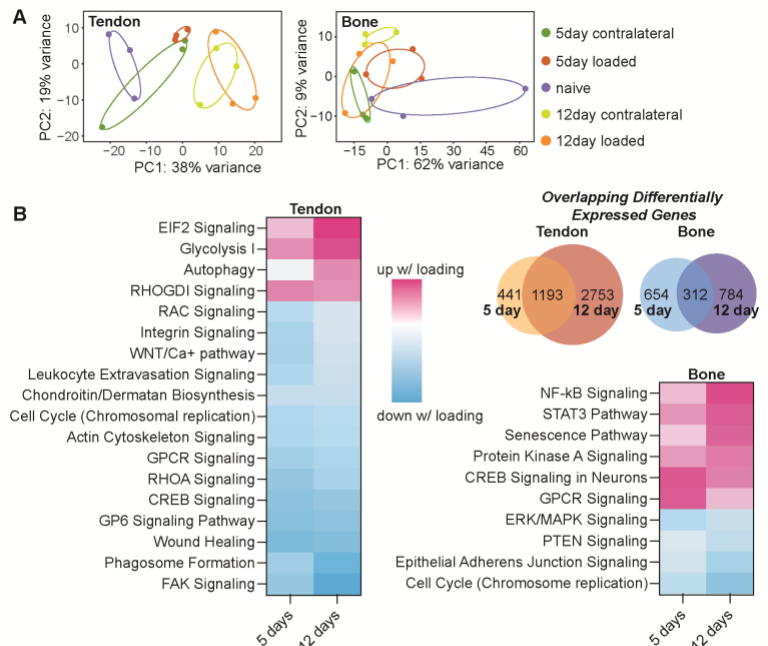 A
Tendon
PC2: 19% variance
10
0
−10
−20
−20
−10
0
10
20
PC1: 38% variance
Bone
PC2: 9% variance
10
0
−10
−15
0
15
30
45
60
PC1: 62% variance
5day contralateral
5day loaded
naive
12day contralateral
12day loaded
B
Tendon
EIF2 Signaling
Glycolysis I
Autophagy
RHOGDI Signaling
RAC Signaling
Integrin Signaling
WNT/Ca+ pathway
Leukocyte Extravasation Signaling
Chondroitin/Dermatan Biosynthesis
Cell Cycle (Chromosomal replication)
Actin Cytoskeleton Signaling
GPCR Signaling
RHOA Signaling
CREB Signaling
GP6 Signaling Pathway
Wound Healing
Phagosome Formation
FAK Signaling
5 days
12 days
up w/ loading
down w/ loading
Overlapping Differentially
Expressed Genes
Tendon
441
1193
2753
5 day
12 day
Bone
654
312
784
5 day
12 day
Bone
NF-kB Signaling
STAT3 Pathway
Senescence Pathway
Protein Kinase A Signaling
CREB Signaling in Neurons
GPCR Signaling
ERK/MAPK Signaling
PTEN Signaling
Epithelial Adherens Junction Signaling
Cell Cycle (Chromosome replication)
5 days
12 days